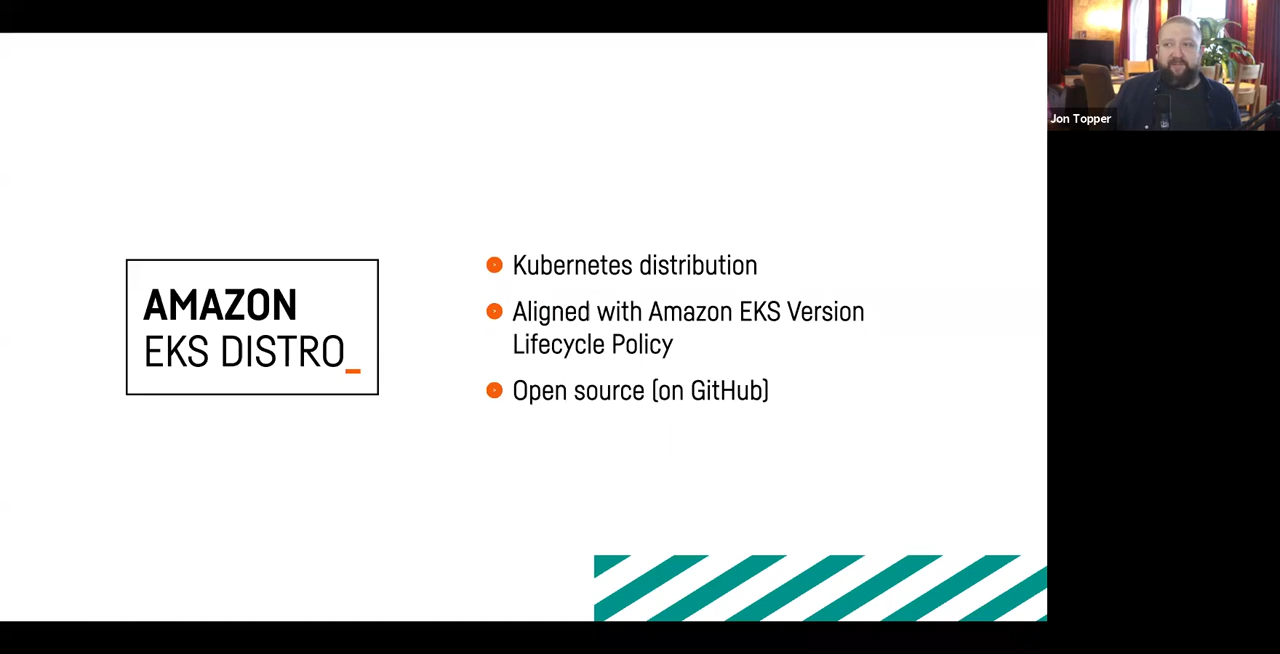 AMAZON
EKS DISTRO_
Kubernetes distribution
Aligned with Amazon EKS Version
Lifecycle Policy
Open source (on GitHub)
Jon Topper